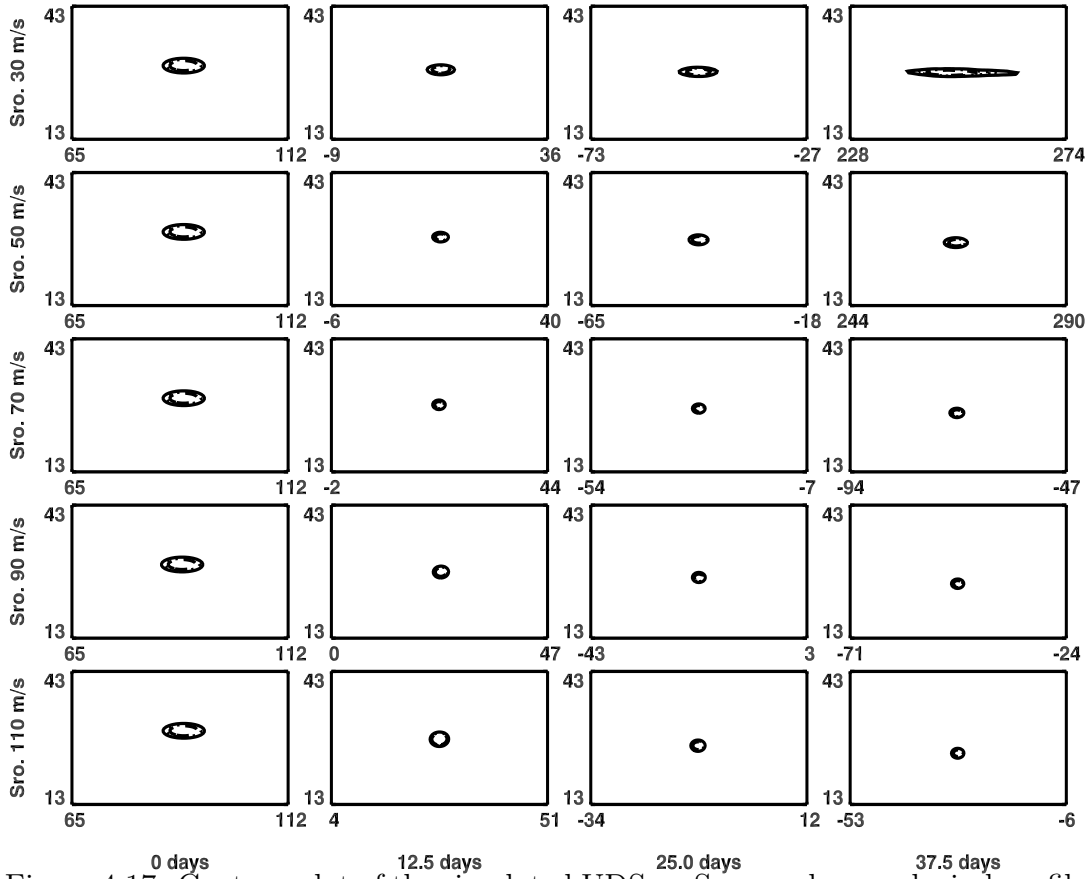 43 43 43 43
Sro. 30 m/s
13 13 13 13
65 112 -9 36 -73 -27 228 274
43 43 43 43
Sro. 50 m/s
13 13 13 13
65 112 -6 40 -65 -18 244 290
43 43 43 43
Sro. 70 m/s
13 13 13 13
65 112 -2 44 -54 -7 -94 -47
43 43 43 43
Sro. 90 m/s
13 13 13 13
65 112 0 47 -43 3 -71 -24
43 43 43 43
Sro. 110 m/s
13 13 13 13
65 112 4 51 -34 12 -53 -6
0 days 12.5 days 25.0 days 37.5 days